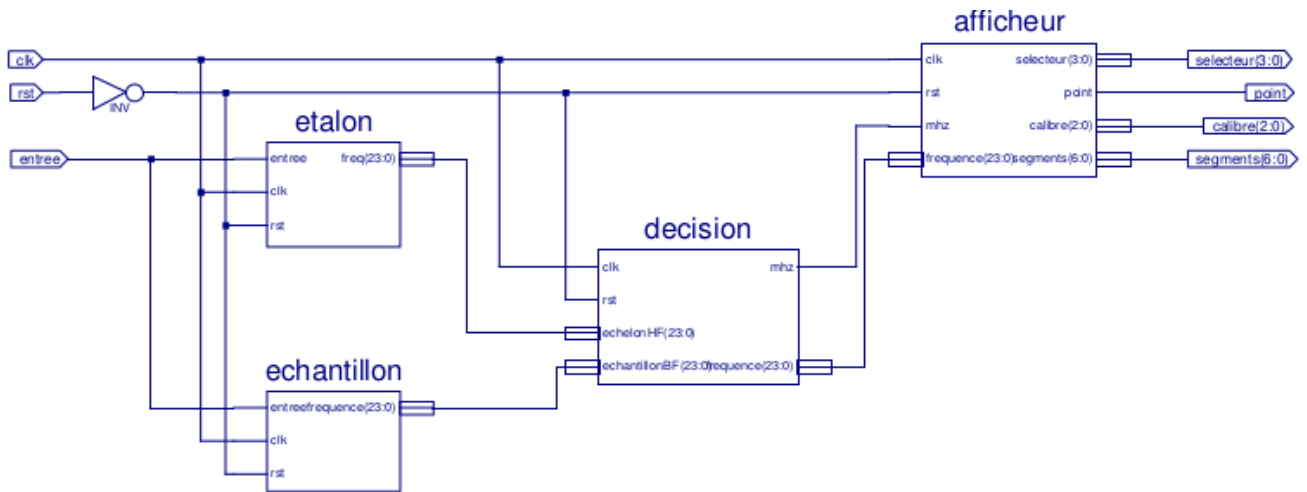 afficheur
clk
clk
selecteur(3:0)
selecteur(3:0)
rst
INV
rst
point
point
etalon
mhz
calibre(2:0)
calibre(2:0)
entree
entree
freq(23:0)
frequence(23:0)
segments(6:0)
segments(6:0)
clk
rst
decision
clk
mhz
rst
echelonHF(23:0)
echantillonBF(23:0)
frequence(23:0)
echantillon
entree
frequence(23:0)
clk
rst